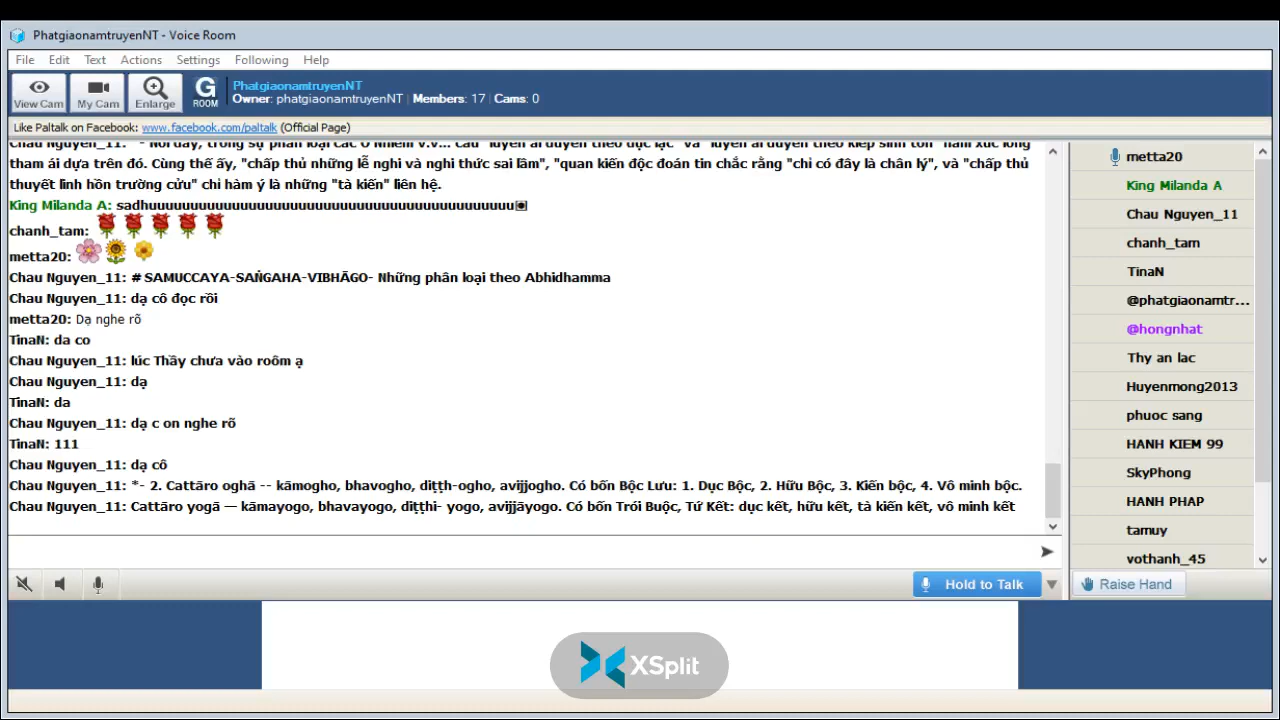 PhatgiaonamtruyenNT - Voice Room
File Edit Text Actions Settings Following Help
View Cam My Cam Enlarge G ROOM
PhatgiaonamtruyenNT
Owner: phatgiaonamtruyenNT | Members: 17 | Cams: 0
Like Paltalk on Facebook: www.facebook.com/paltalk (Official Page)
tham ái dựa trên đó. Cùng thế ấy, "chấp thủ những lễ nghi và nghi thức sai lầm", "quan kiến độc đoán tin chắc rằng "chỉ có đây là chân lý", và "chấp thủ
thuyết linh hồn trường cửu" chỉ hàm ý là những "tà kiến" liên hệ.
King Milanda A: sadhuuuuuuuuuuuuuuuuuuuuuuuuuuuuuuuuuuuuuuuu
chanh_tam:
metta20:
Chau Nguyen_11: # SAMUCCAYA-SAṄGAHA-VIBHĀGO- Những phân loại theo Abhidhamma
Chau Nguyen_11: dạ cô đọc rồi
metta20: Dạ nghe rõ
TinaN: da co
Chau Nguyen_11: lúc Thầy chưa vào roôm ạ
Chau Nguyen_11: dạ
TinaN: da
Chau Nguyen_11: dạ c on nghe rõ
TinaN: 111
Chau Nguyen_11: dạ cô
Chau Nguyen_11: *- 2. Cattāro oghā -- kāmogho, bhavogho, diṭṭh-ogho, avijjogho. Có bốn Bộc Lưu: 1. Dục Bộc, 2. Hữu Bộc, 3. Kiến bộc, 4. Vô minh bộc.
Chau Nguyen_11: Cattāro yogā — kāmayogo, bhavayogo, diṭṭhi- yogo, avijjāyogo. Có bốn Trói Buộc, Tứ Kết: dục kết, hữu kết, tà kiến kết, vô minh kết
metta20
King Milanda A
Chau Nguyen_11
chanh_tam
TinaN
@phatgiaonamtr...
@hongnhat
Thy an lac
Huyenmong2013
phuoc sang
HANH KIEM 99
SkyPhong
HANH PHAP
tamuy
vothanh_45
Hold to Talk
Raise Hand
XSplit